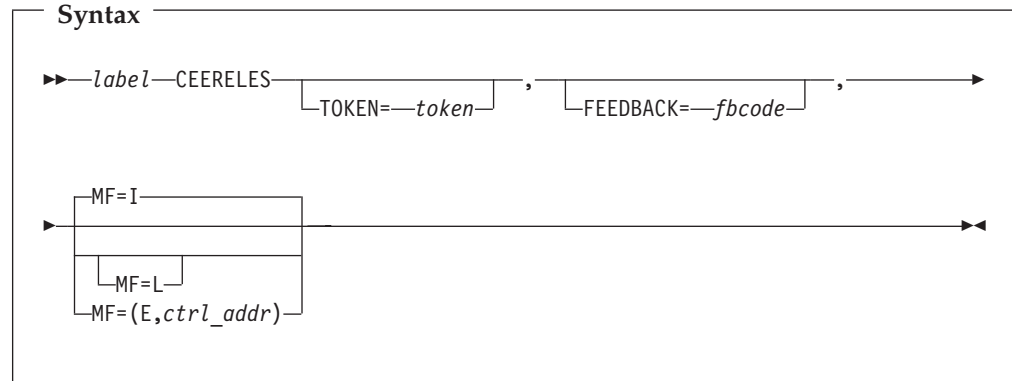 Syntax
label CEERELES , ,
TOKEN= token FEEDBACK= fbcode
MF=I
MF=L
MF=(E,ctrl_addr)